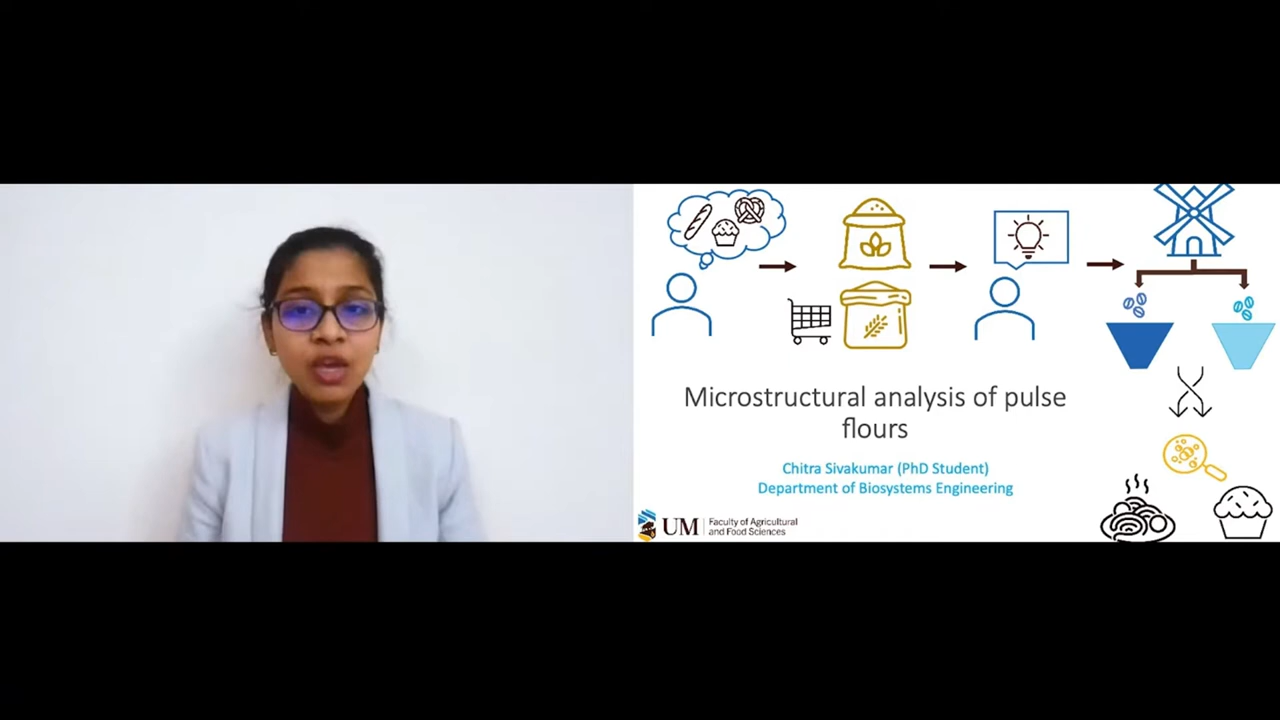 Microstructural analysis of pulse
flours
Chitra Sivakumar (PhD Student)
Department of Biosystems Engineering
UM
Faculty of Agricultural
and Food Sciences